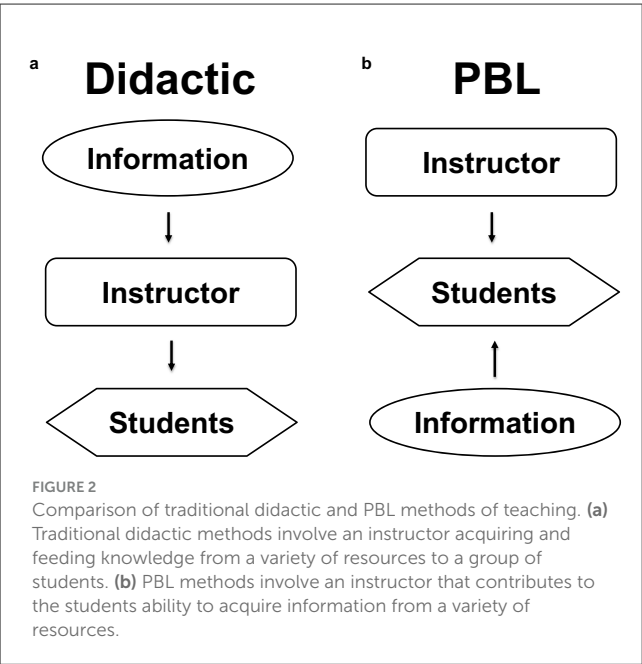 a
Didactic
Information
Instructor
Students
b
PBL
Instructor
Students
Information
FIGURE 2
Comparison of traditional didactic and PBL methods of teaching. (a)
Traditional didactic methods involve an instructor acquiring and
feeding knowledge from a variety of resources to a group of
students. (b) PBL methods involve an instructor that contributes to
the students ability to acquire information from a variety of
resources.